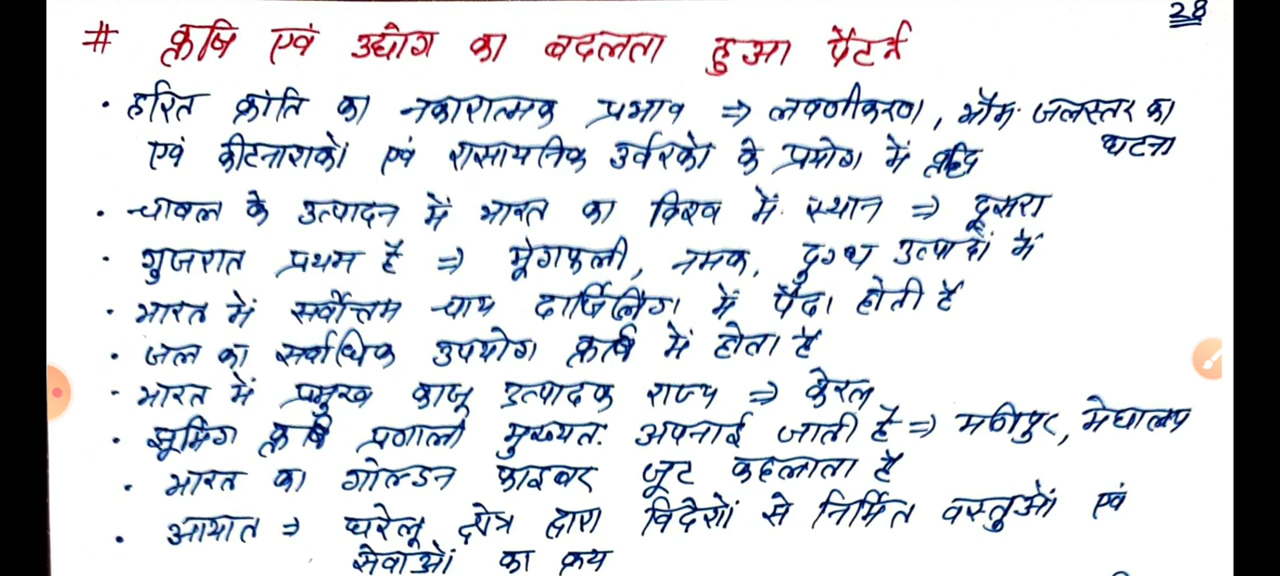 28
# कृषि एवं उद्योग का बदलता हुआ पैटर्न
· हरित क्रांति का नकारात्मक प्रभाव ⇒ लवणीकरण, भौम जलस्तर का घटना
एवं कीटनाशकों एवं रासायनिक उर्वरकों के प्रयोग में वृद्धि
· चावल के उत्पादन में भारत का विश्व में स्थान ⇒ दूसरा
· गुजरात प्रथम है ⇒ मूंगफली, नमक, दुग्ध उत्पादों में
· भारत में सर्वोत्तम चाय दार्जिलिंग में पैदा होती है
· जल का सर्वाधिक उपयोग कृषि में होता है
· भारत में प्रमुख काजू उत्पादक राज्य ⇒ केरल
· झूमिंग कृषि प्रणाली मुख्यत: अपनाई जाती है ⇒ मणिपुर, मेघालय
· भारत का गोल्डन फाइबर जूट कहलाता है
· आयात ⇒ घरेलू क्षेत्र द्वारा विदेशों से निर्मित वस्तुओं एवं
सेवाओं का क्रय